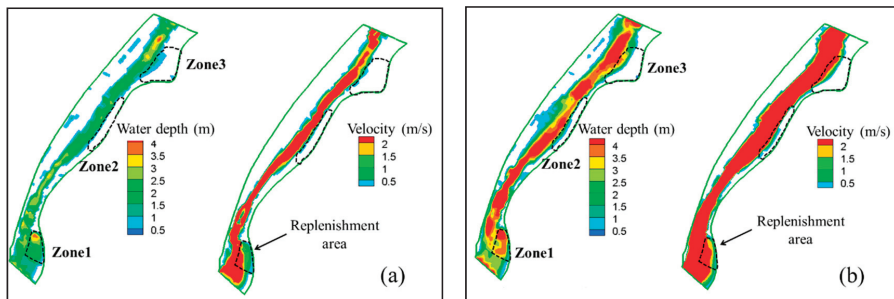 Zone3
Water depth (m)
4
3.5
3
2.5
2
1.5
1
0.5
Zone2
Zone1
Velocity (m/s)
2
1.5
1
0.5
Replenishment
area
(a)
Zone3
Water depth (m)
4
3.5
3
2.5
2
1.5
1
0.5
Zone2
Zone1
Velocity (m/s)
2
1.5
1
0.5
Replenishment
area
(b)